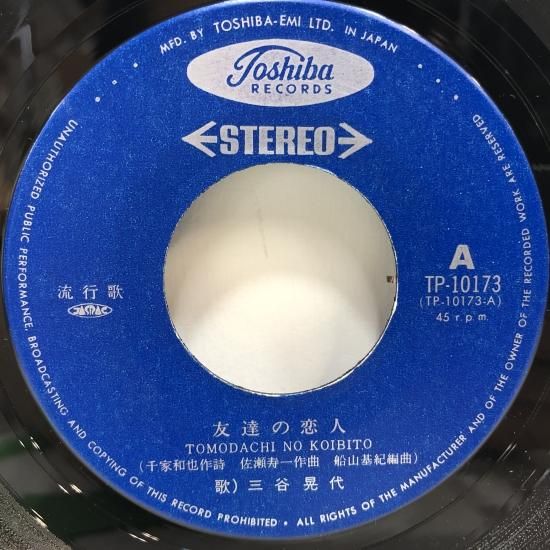 MFD. BY TOSHIBA-EMI LTD. IN JAPAN
Toshiba
RECORDS
STEREO
A
TP-10173
(TP-10173:A)
45 r.p.m.
流行歌
JASRAC
友達の恋人
TOMODACHI NO KOIBITO
(千家和也作詩 佐瀬寿一作曲 船山基紀編曲)
歌)三谷晃代
UNAUTHORIZED PUBLIC PERFORMANCE, BROADCASTING AND COPYING OF THIS RECORD PROHIBITED • ALL RIGHTS OF THE MANUFACTURER AND OF THE OWNER OF THE RECORDED WORK ARE RESERVED